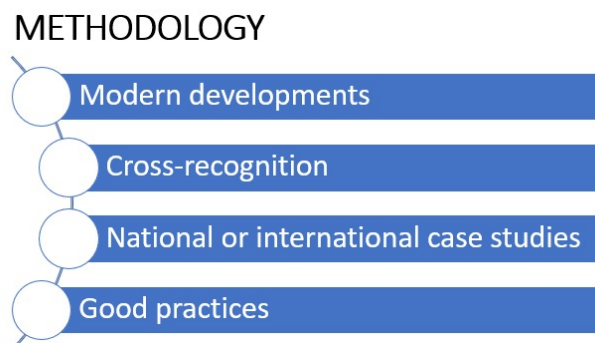 METHODOLOGY
Modern developments
Cross-recognition
National or international case studies
Good practices